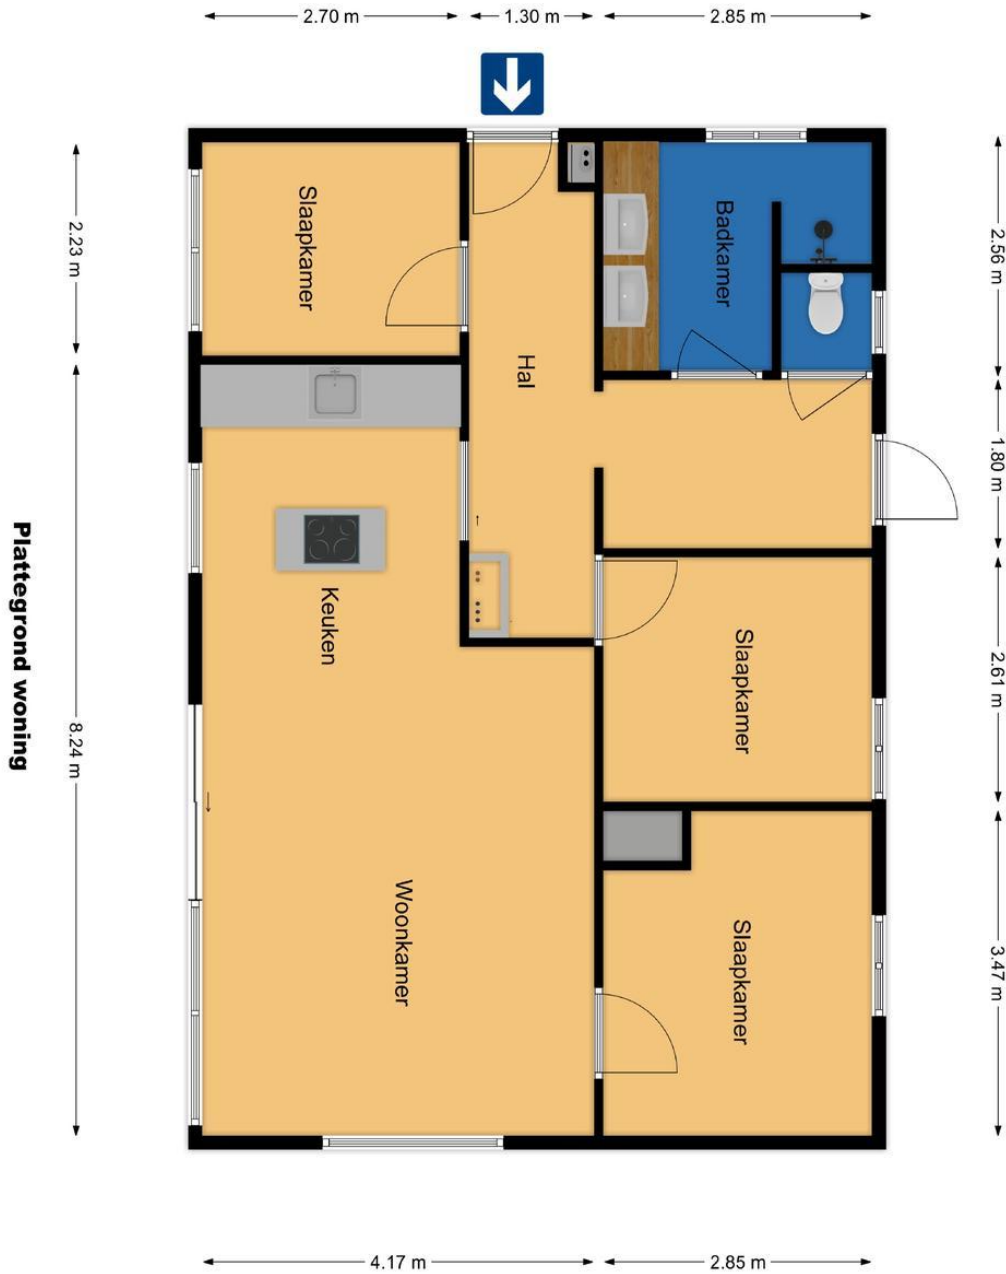 2.70 m
1.30 m
2.85 m
2.23 m
8.24 m
2.56 m
1.80 m
2.61 m
3.47 m
4.17 m
2.85 m
Slaapkamer
Badkamer
Hal
Keuken
Slaapkamer
Woonkamer
Slaapkamer
Plattegrond woning